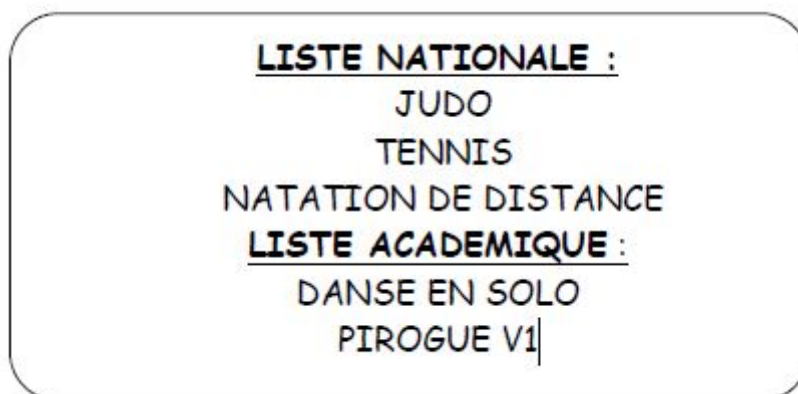 LISTE NATIONALE :
JUDO
TENNIS
NATATION DE DISTANCE
LISTE ACADEMIQUE :
DANSE EN SOLO
PIROGUE V1